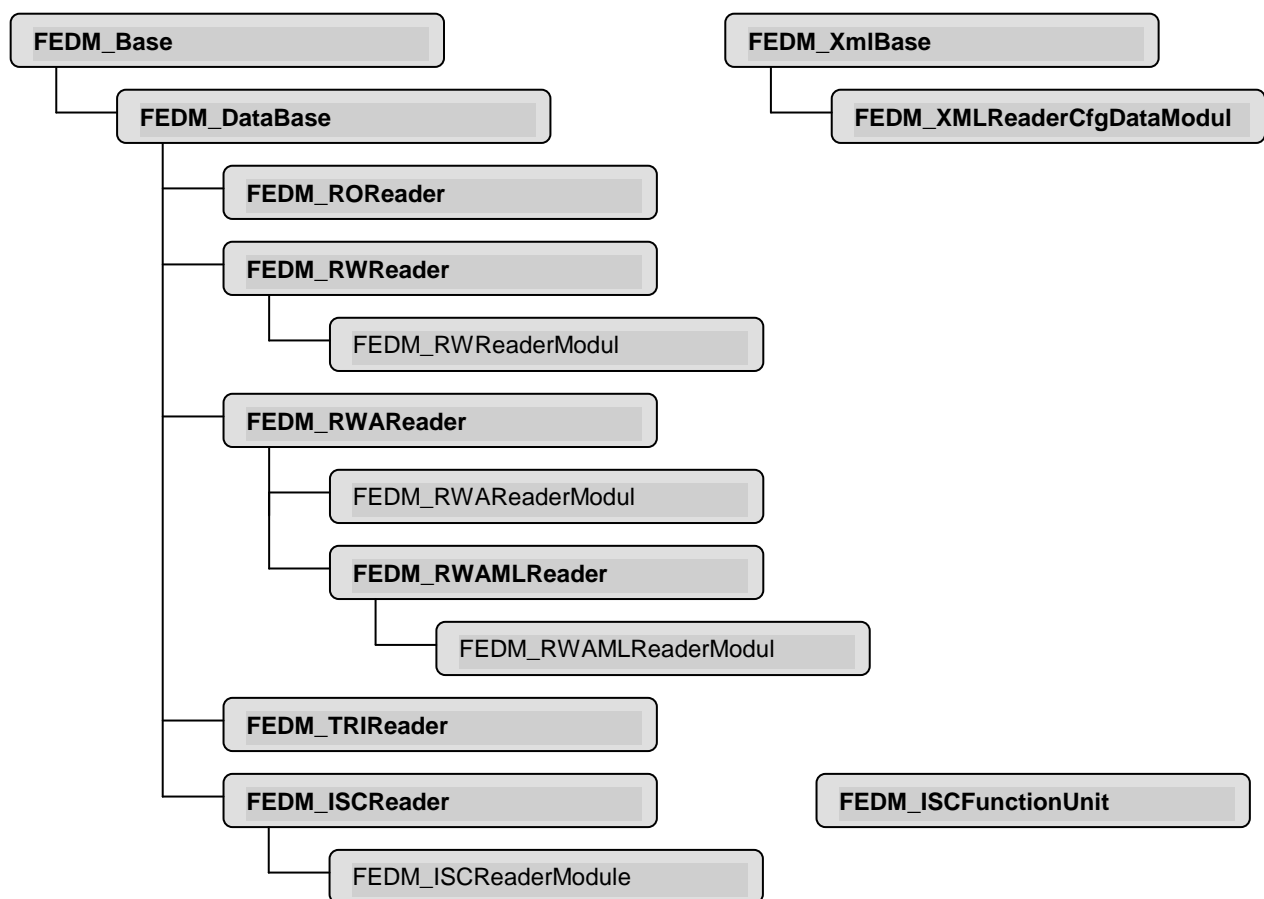 FEDM_Base
FEDM_XmlBase
FEDM_DataBase
FEDM_XMLReaderCfgDataModul
FEDM_ROReader
FEDM_RWReader
FEDM_RWReaderModul
FEDM_RWAReader
FEDM_RWAReaderModul
FEDM_RWAMLReader
FEDM_RWAMLReaderModul
FEDM_TRIReader
FEDM_ISCReader
FEDM_ISCFunctionUnit
FEDM_ISCReaderModule